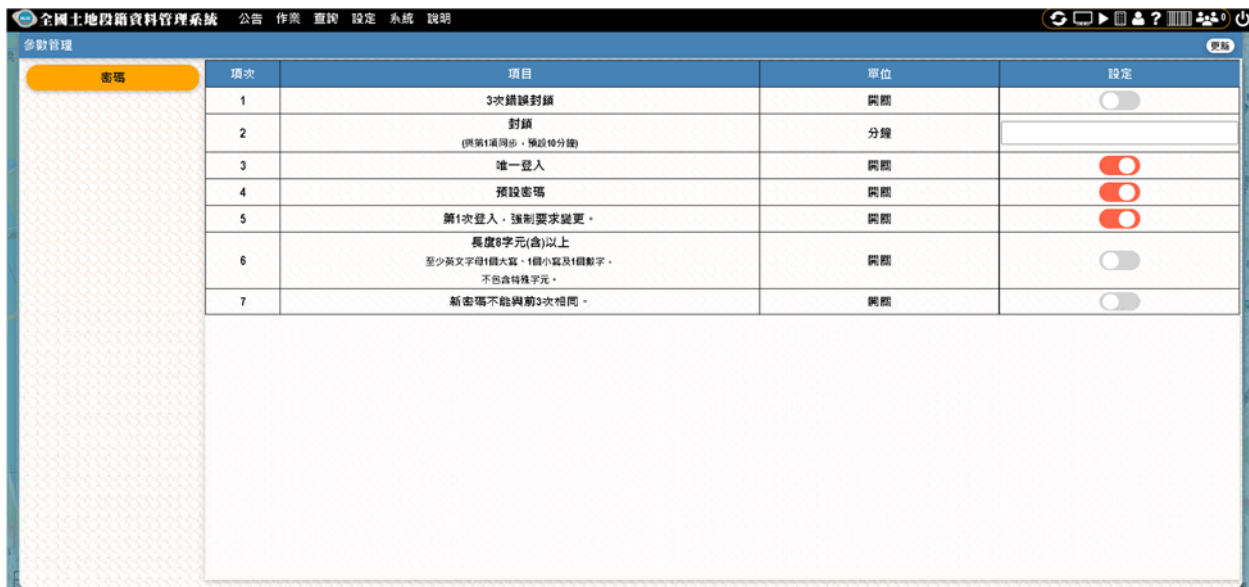 全國土地段籍資料管理系統 公告 作業 查詢 設定 系統 說明
參數管理 更新
密碼
項次 項目 單位 設定
1 3次錯誤封鎖 開關
2 封鎖 分鐘
(與第1項同步，預設10分鐘)
3 唯一登入 開關
4 預設密碼 開關
5 第1次登入，強制要求變更。 開關
6 長度8字元(含)以上 開關
至少英文字母1個大寫、1個小寫及1個數字，
不包含特殊字元。
7 新密碼不能與前3次相同。 開關